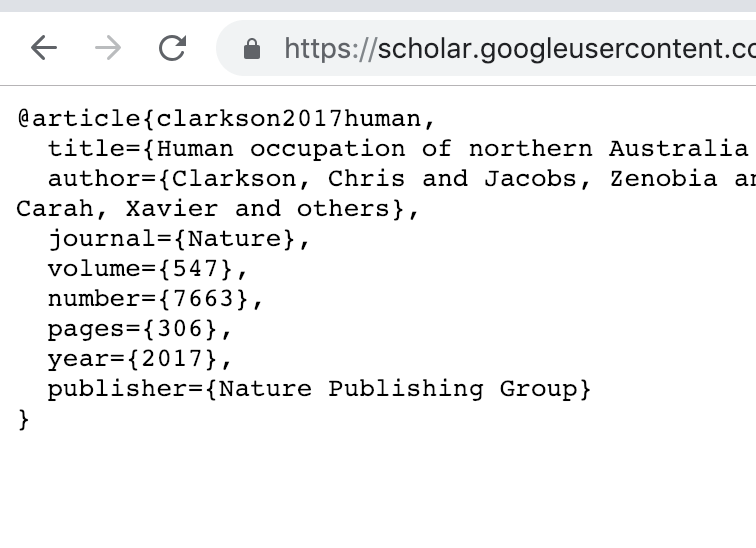 https://scholar.googleusercontent.co
@article{clarkson2017human,
title={Human occupation of northern Australia
author={Clarkson, Chris and Jacobs, Zenobia an
Carah, Xavier and others},
journal={Nature},
volume={547},
number={7663},
pages={306},
year={2017},
publisher={Nature Publishing Group}
}